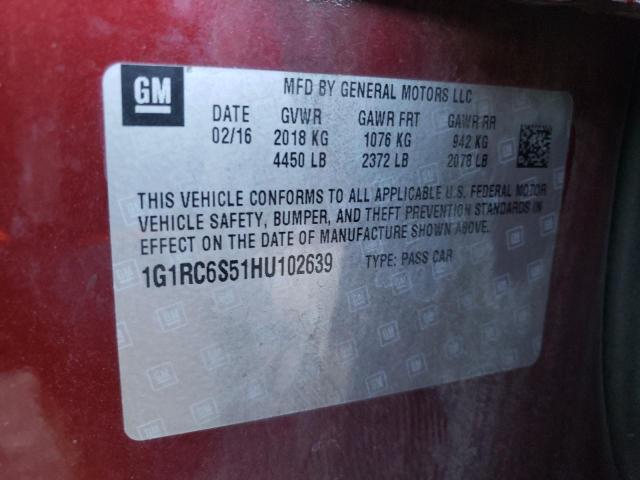 GM
MFD BY GENERAL MOTORS LLC
DATE GVWR GAWR FRT GAWR RR
02/16 2018 KG 1076 KG 942 KG
4450 LB 2372 LB 2078 LB
THIS VEHICLE CONFORMS TO ALL APPLICABLE U.S. FEDERAL MOTOR
VEHICLE SAFETY, BUMPER, AND THEFT PREVENTION STANDARDS IN
EFFECT ON THE DATE OF MANUFACTURE SHOWN ABOVE.
1G1RC6S51HU102639 TYPE: PASS CAR